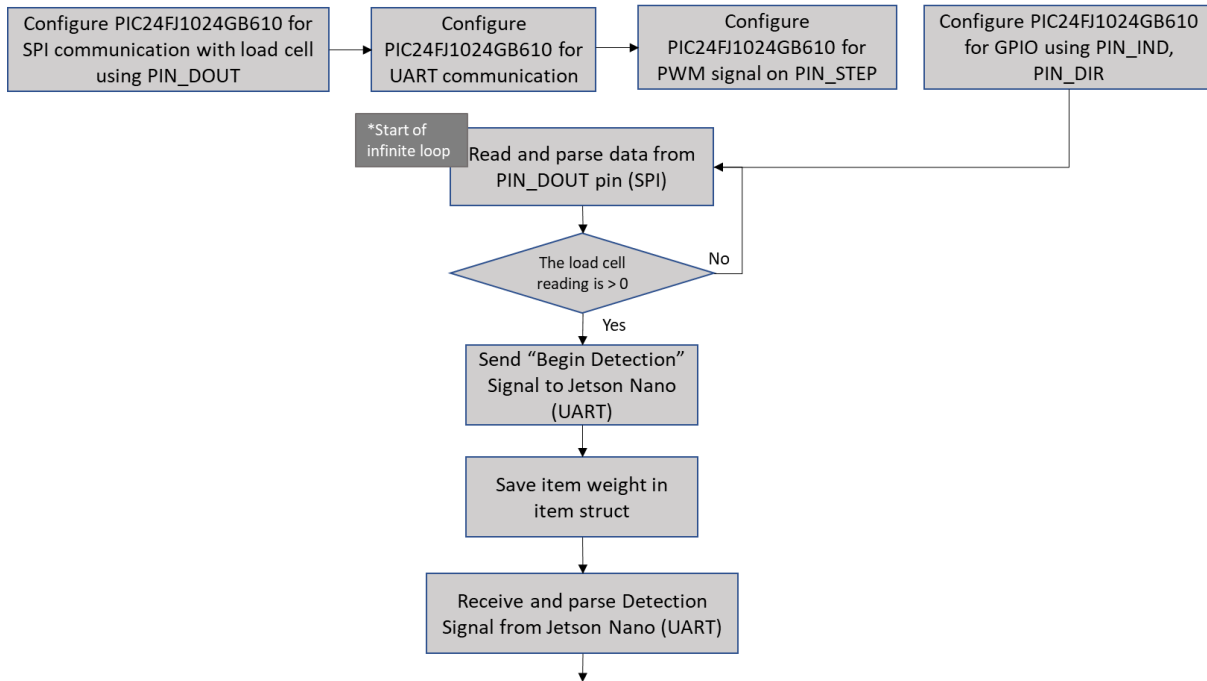 Configure PIC24FJ1024GB610 for
SPI communication with load cell
using PIN_DOUT
Configure
PIC24FJ1024GB610 for
UART communication
Configure
PIC24FJ1024GB610 for
PWM signal on PIN_STEP
Configure PIC24FJ1024GB610
for GPIO using PIN_IND,
PIN_DIR
*Start of
infinite loop
Read and parse data from
PIN_DOUT pin (SPI)
The load cell
reading is > 0
No
Yes
Send “Begin Detection”
Signal to Jetson Nano
(UART)
Save item weight in
item struct
Receive and parse Detection
Signal from Jetson Nano (UART)